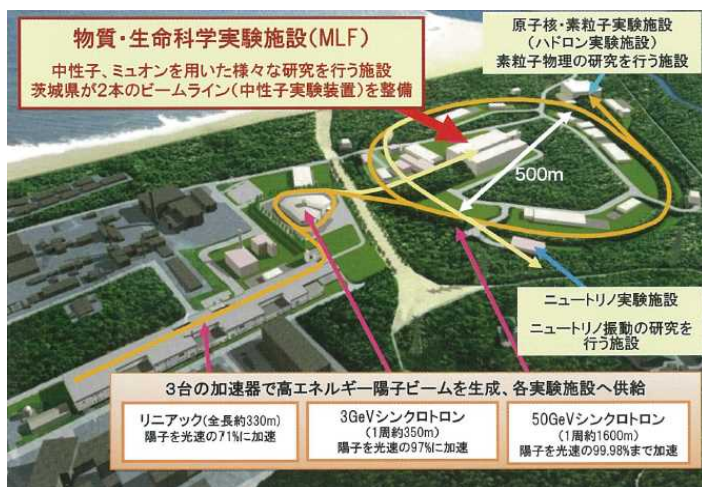 物質・生命科学実験施設(MLF)
中性子、ミュオンを用いた様々な研究を行う施設
茨城県が2本のビームライン(中性子実験装置)を整備
原子核・素粒子実験施設
(ハドロン実験施設)
素粒子物理の研究を行う施設
500m
ニュートリノ実験施設
ニュートリノ振動の研究を
行う施設
3台の加速器で高エネルギー陽子ビームを生成、各実験施設へ供給
リニアック(全長約330m)
陽子を光速の71%に加速
3GeVシンクロトロン
(1周約350m)
陽子を光速の97%に加速
50GeVシンクロトロン
(1周約1600m)
陽子を光速の99.98%まで加速